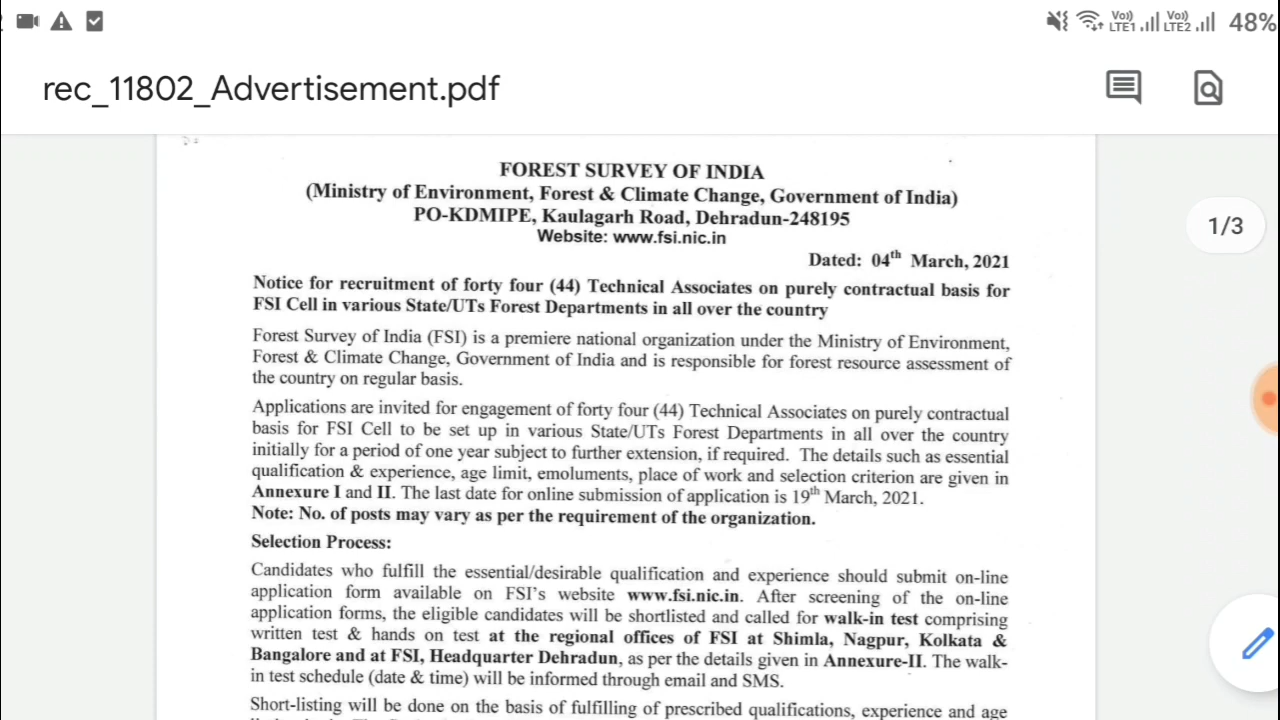 48%
Vo)) LTE1 Vo)) LTE2
rec_11802_Advertisement.pdf
FOREST SURVEY OF INDIA
(Ministry of Environment, Forest & Climate Change, Government of India)
PO-KDMIPE, Kaulagarh Road, Dehradun-248195
Website: www.fsi.nic.in
1/3
Dated: 04th March, 2021
Notice for recruitment of forty four (44) Technical Associates on purely contractual basis for
FSI Cell in various State/UTs Forest Departments in all over the country
Forest Survey of India (FSI) is a premiere national organization under the Ministry of Environment,
Forest & Climate Change, Government of India and is responsible for forest resource assessment of
the country on regular basis.
Applications are invited for engagement of forty four (44) Technical Associates on purely contractual
basis for FSI Cell to be set up in various State/UTs Forest Departments in all over the country
initially for a period of one year subject to further extension, if required. The details such as essential
qualification & experience, age limit, emoluments, place of work and selection criterion are given in
Annexure I and II. The last date for online submission of application is 19th March, 2021.
Note: No. of posts may vary as per the requirement of the organization.
Selection Process:
Candidates who fulfill the essential/desirable qualification and experience should submit on-line
application form available on FSI's website www.fsi.nic.in. After screening of the on-line
application forms, the eligible candidates will be shortlisted and called for walk-in test comprising
written test & hands on test at the regional offices of FSI at Shimla, Nagpur, Kolkata &
Bangalore and at FSI, Headquarter Dehradun, as per the details given in Annexure-II. The walk-
in test schedule (date & time) will be informed through email and SMS.
Short-listing will be done on the basis of fulfilling of prescribed qualifications, experience and age